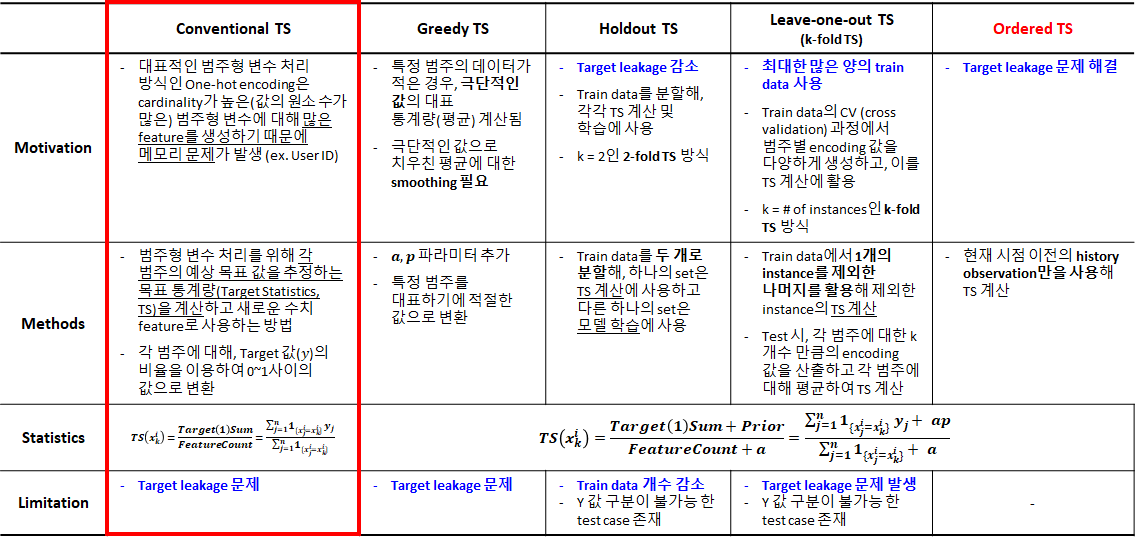 Conventional TS
Greedy TS
Holdout TS
Leave-one-out TS
(k-fold TS)
Ordered TS
Motivation
- 대표적인 범주형 변수 처리
방식인 One-hot encoding은
cardinality가 높은(값의 원소 수가
많은) 범주형 변수에 대해 많은
feature를 생성하기 때문에
메모리 문제가 발생 (ex. User ID)
- 특정 범주의 데이터가
적은 경우, 극단적인
값의 대표
통계량(평균) 계산됨
- 극단적인 값으로
치우친 평균에 대한
smoothing 필요
- Target leakage 감소
- Train data를 분할해,
각각 TS 계산 및
학습에 사용
- k = 2인 2-fold TS 방식
- 최대한 많은 양의 train
data 사용
- Train data의 CV (cross
validation) 과정에서
범주별 encoding 값을
다양하게 생성하고, 이를
TS 계산에 활용
- k = # of instances인 k-fold
TS 방식
- Target leakage 문제 해결
Methods
- 범주형 변수 처리를 위해 각
범주의 예상 목표 값을 추정하는
목표 통계량(Target Statistics,
TS)을 계산하고 새로운 수치
feature로 사용하는 방법
- 각 범주에 대해, Target 값(y)의
비율을 이용하여 0~1사이의
값으로 변환
- a, p 파라미터 추가
- 특정 범주를
대표하기에 적절한
값으로 변환
- Train data를 두 개로
분할해, 하나의 set은
TS 계산에 사용하고
다른 하나의 set은
모델 학습에 사용
- Train data에서 1개의
instance를 제외한
나머지를 활용해 제외한
instance의 TS 계산
- Test 시, 각 범주에 대한 k
개수 만큼의 encoding
값을 산출하고 각 범주에
대해 평균하여 TS 계산
- 현재 시점 이전의 history
observation만을 사용해
TS 계산
Statistics
TS(x_k^i) = Target(1)Sum / FeatureCount = ∑_{j=1}^n 1_{x_j^i=x_k^i} y_j / ∑_{j=1}^n 1_{x_j^i=x_k^i}
TS(x_k^i) = Target(1)Sum + Prior / FeatureCount + a = ∑_{j=1}^n 1_{x_j^i=x_k^i} y_j + ap / ∑_{j=1}^n 1_{x_j^i=x_k^i} + a
Limitation
- Target leakage 문제
- Target leakage 문제
- Train data 개수 감소
- Y 값 구분이 불가능 한
test case 존재
- Target leakage 문제 발생
- Y 값 구분이 불가능 한
test case 존재
-